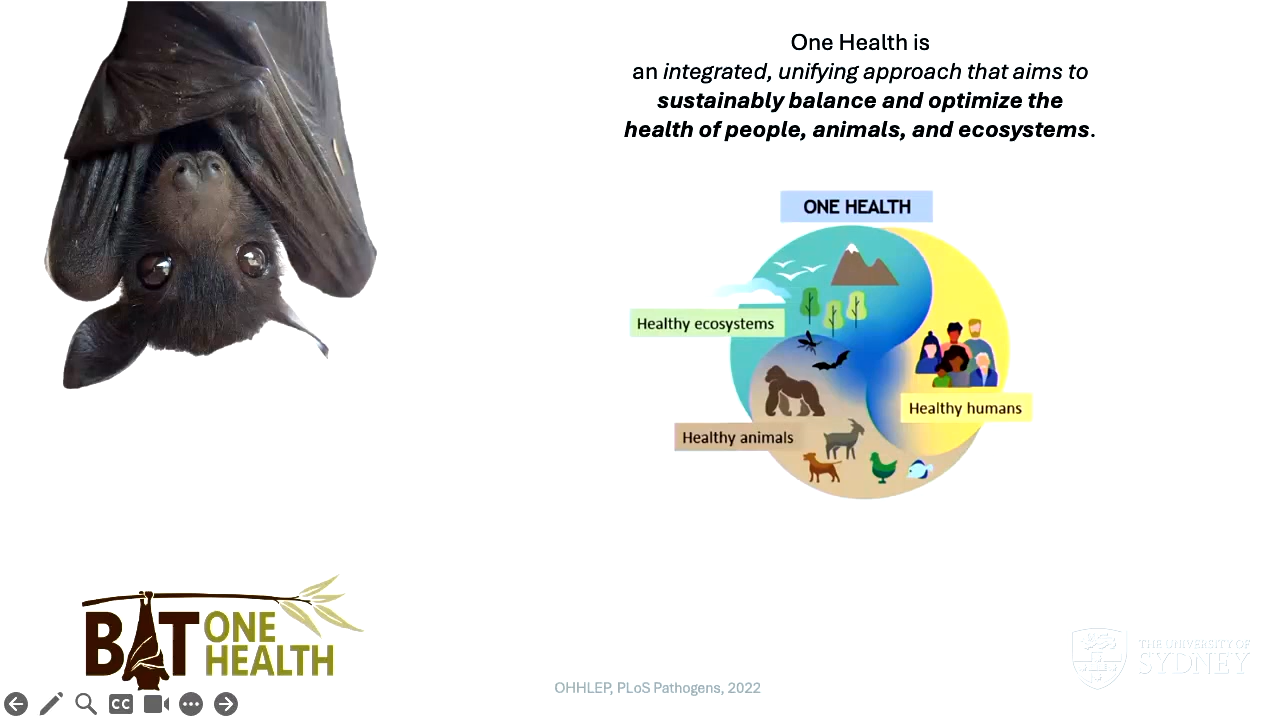 One Health is
an integrated, unifying approach that aims to
sustainably balance and optimize the
health of people, animals, and ecosystems.
ONE HEALTH
Healthy ecosystems
Healthy humans
Healthy animals
BAT ONE
HEALTH
THE UNIVERSITY OF
SYDNEY
OHHLEP, PLoS Pathogens, 2022
CC